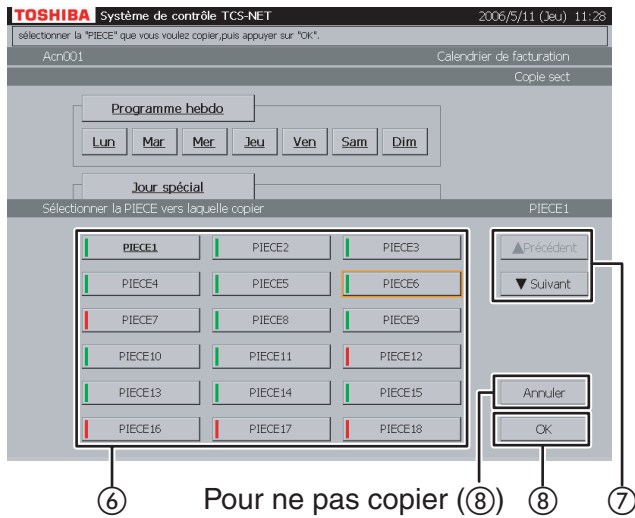 TOSHIBA Système de contrôle TCS-NET 2006/5/11 (Jeu) 11:28
sélectionner la "PIECE" que vous voulez copier,puis appuyer sur "OK".
Acn001 Calendrier de facturation
Copie sect
Programme hebdo
Lun Mar Mer Jeu Ven Sam Dim
Jour spécial
Sélectionner la PIECE vers laquelle copier PIECE1
PIECE1 PIECE2 PIECE3 ▲Précédent
PIECE4 PIECE5 PIECE6 ▼ Suivant
PIECE7 PIECE8 PIECE9
PIECE10 PIECE11 PIECE12
PIECE13 PIECE14 PIECE15 Annuler
PIECE16 PIECE17 PIECE18 OK
⑥ Pour ne pas copier (⑧) ⑧ ⑦